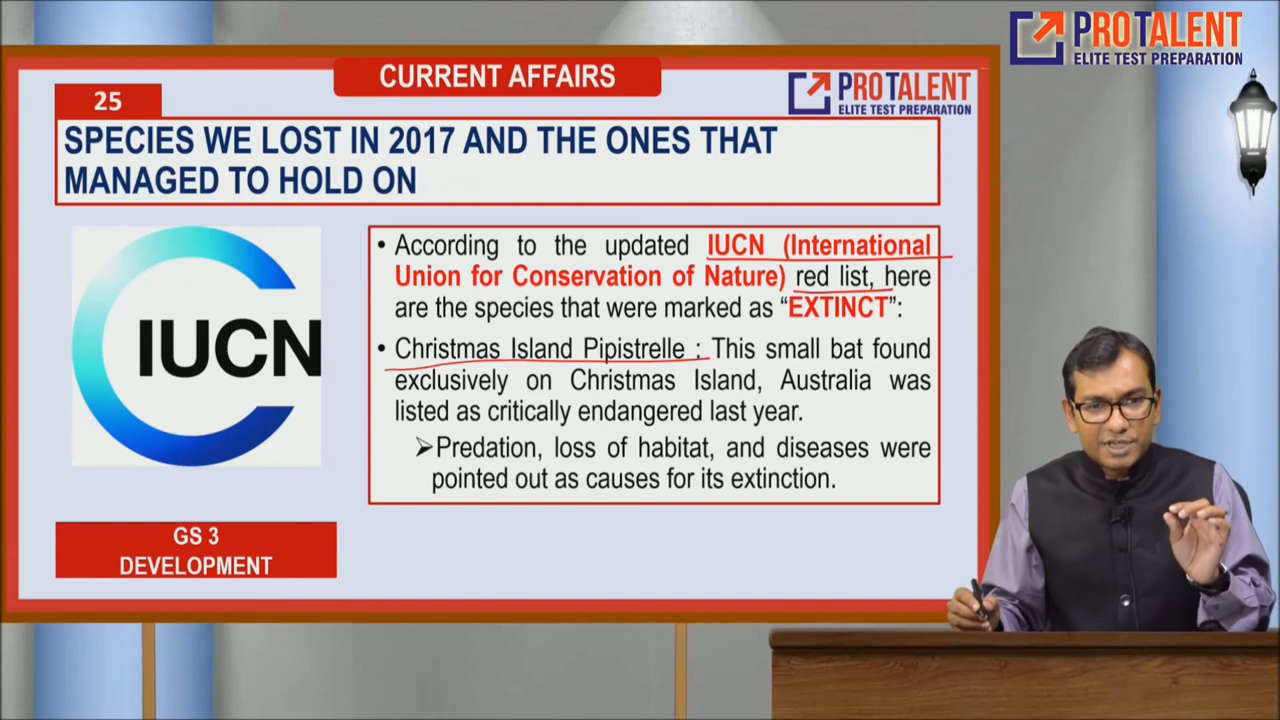 PROTALENT
ELITE TEST PREPARATION
CURRENT AFFAIRS
25
PROTALENT
ELITE TEST PREPARATION
SPECIES WE LOST IN 2017 AND THE ONES THAT
MANAGED TO HOLD ON
IUCN
• According to the updated IUCN (International
Union for Conservation of Nature) red list, here
are the species that were marked as “EXTINCT”:
• Christmas Island Pipistrelle : This small bat found
exclusively on Christmas Island, Australia was
listed as critically endangered last year.
➢Predation, loss of habitat, and diseases were
pointed out as causes for its extinction.
GS 3
DEVELOPMENT